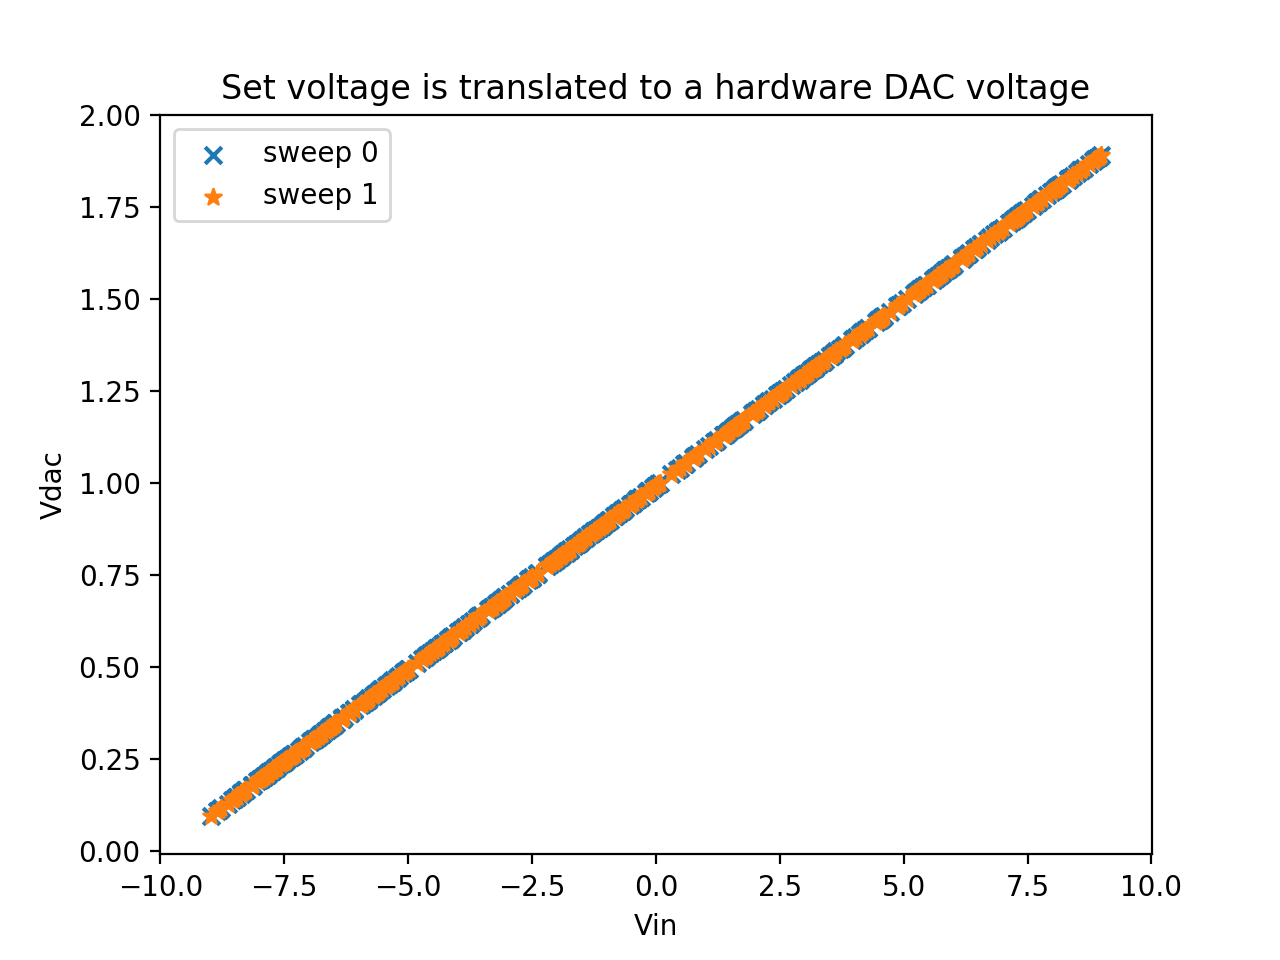 Set voltage is translated to a hardware DAC voltage
2.00
sweep 0
sweep 1
1.75
1.50
1.25
1.00
Vdac
0.75
0.50
0.25
0.00
−10.0 −7.5 −5.0 −2.5 0.0 2.5 5.0 7.5 10.0
Vin